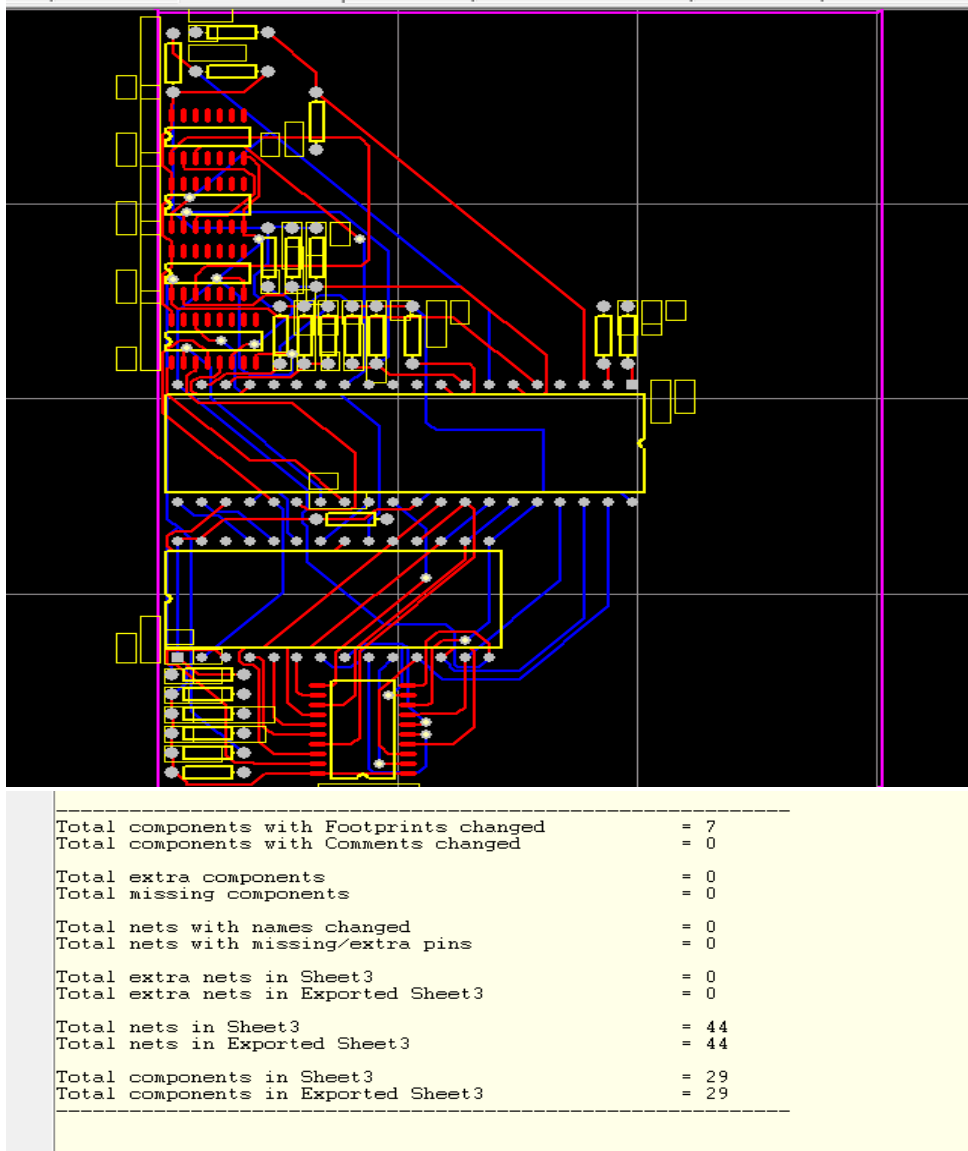 Total components with Footprints changed = 7
Total components with Comments changed = 0
Total extra components = 0
Total missing components = 0
Total nets with names changed = 0
Total nets with missing/extra pins = 0
Total extra nets in Sheet3 = 0
Total extra nets in Exported Sheet3 = 0
Total nets in Sheet3 = 44
Total nets in Exported Sheet3 = 44
Total components in Sheet3 = 29
Total components in Exported Sheet3 = 29